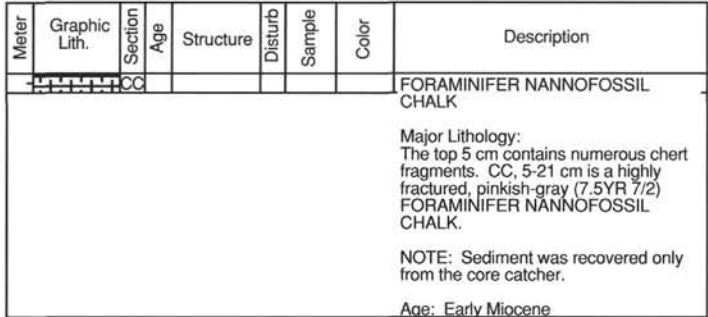 Meter
Graphic
Lith.
Section
Age
Structure
Disturb
Sample
Color
Description
CC
FORAMINIFER NANNOFOSSIL
CHALK
Major Lithology:
The top 5 cm contains numerous chert
fragments. CC, 5-21 cm is a highly
fractured, pinkish-gray (7.5YR 7/2)
FORAMINIFER NANNOFOSSIL
CHALK.
NOTE: Sediment was recovered only
from the core catcher.
Age: Early Miocene